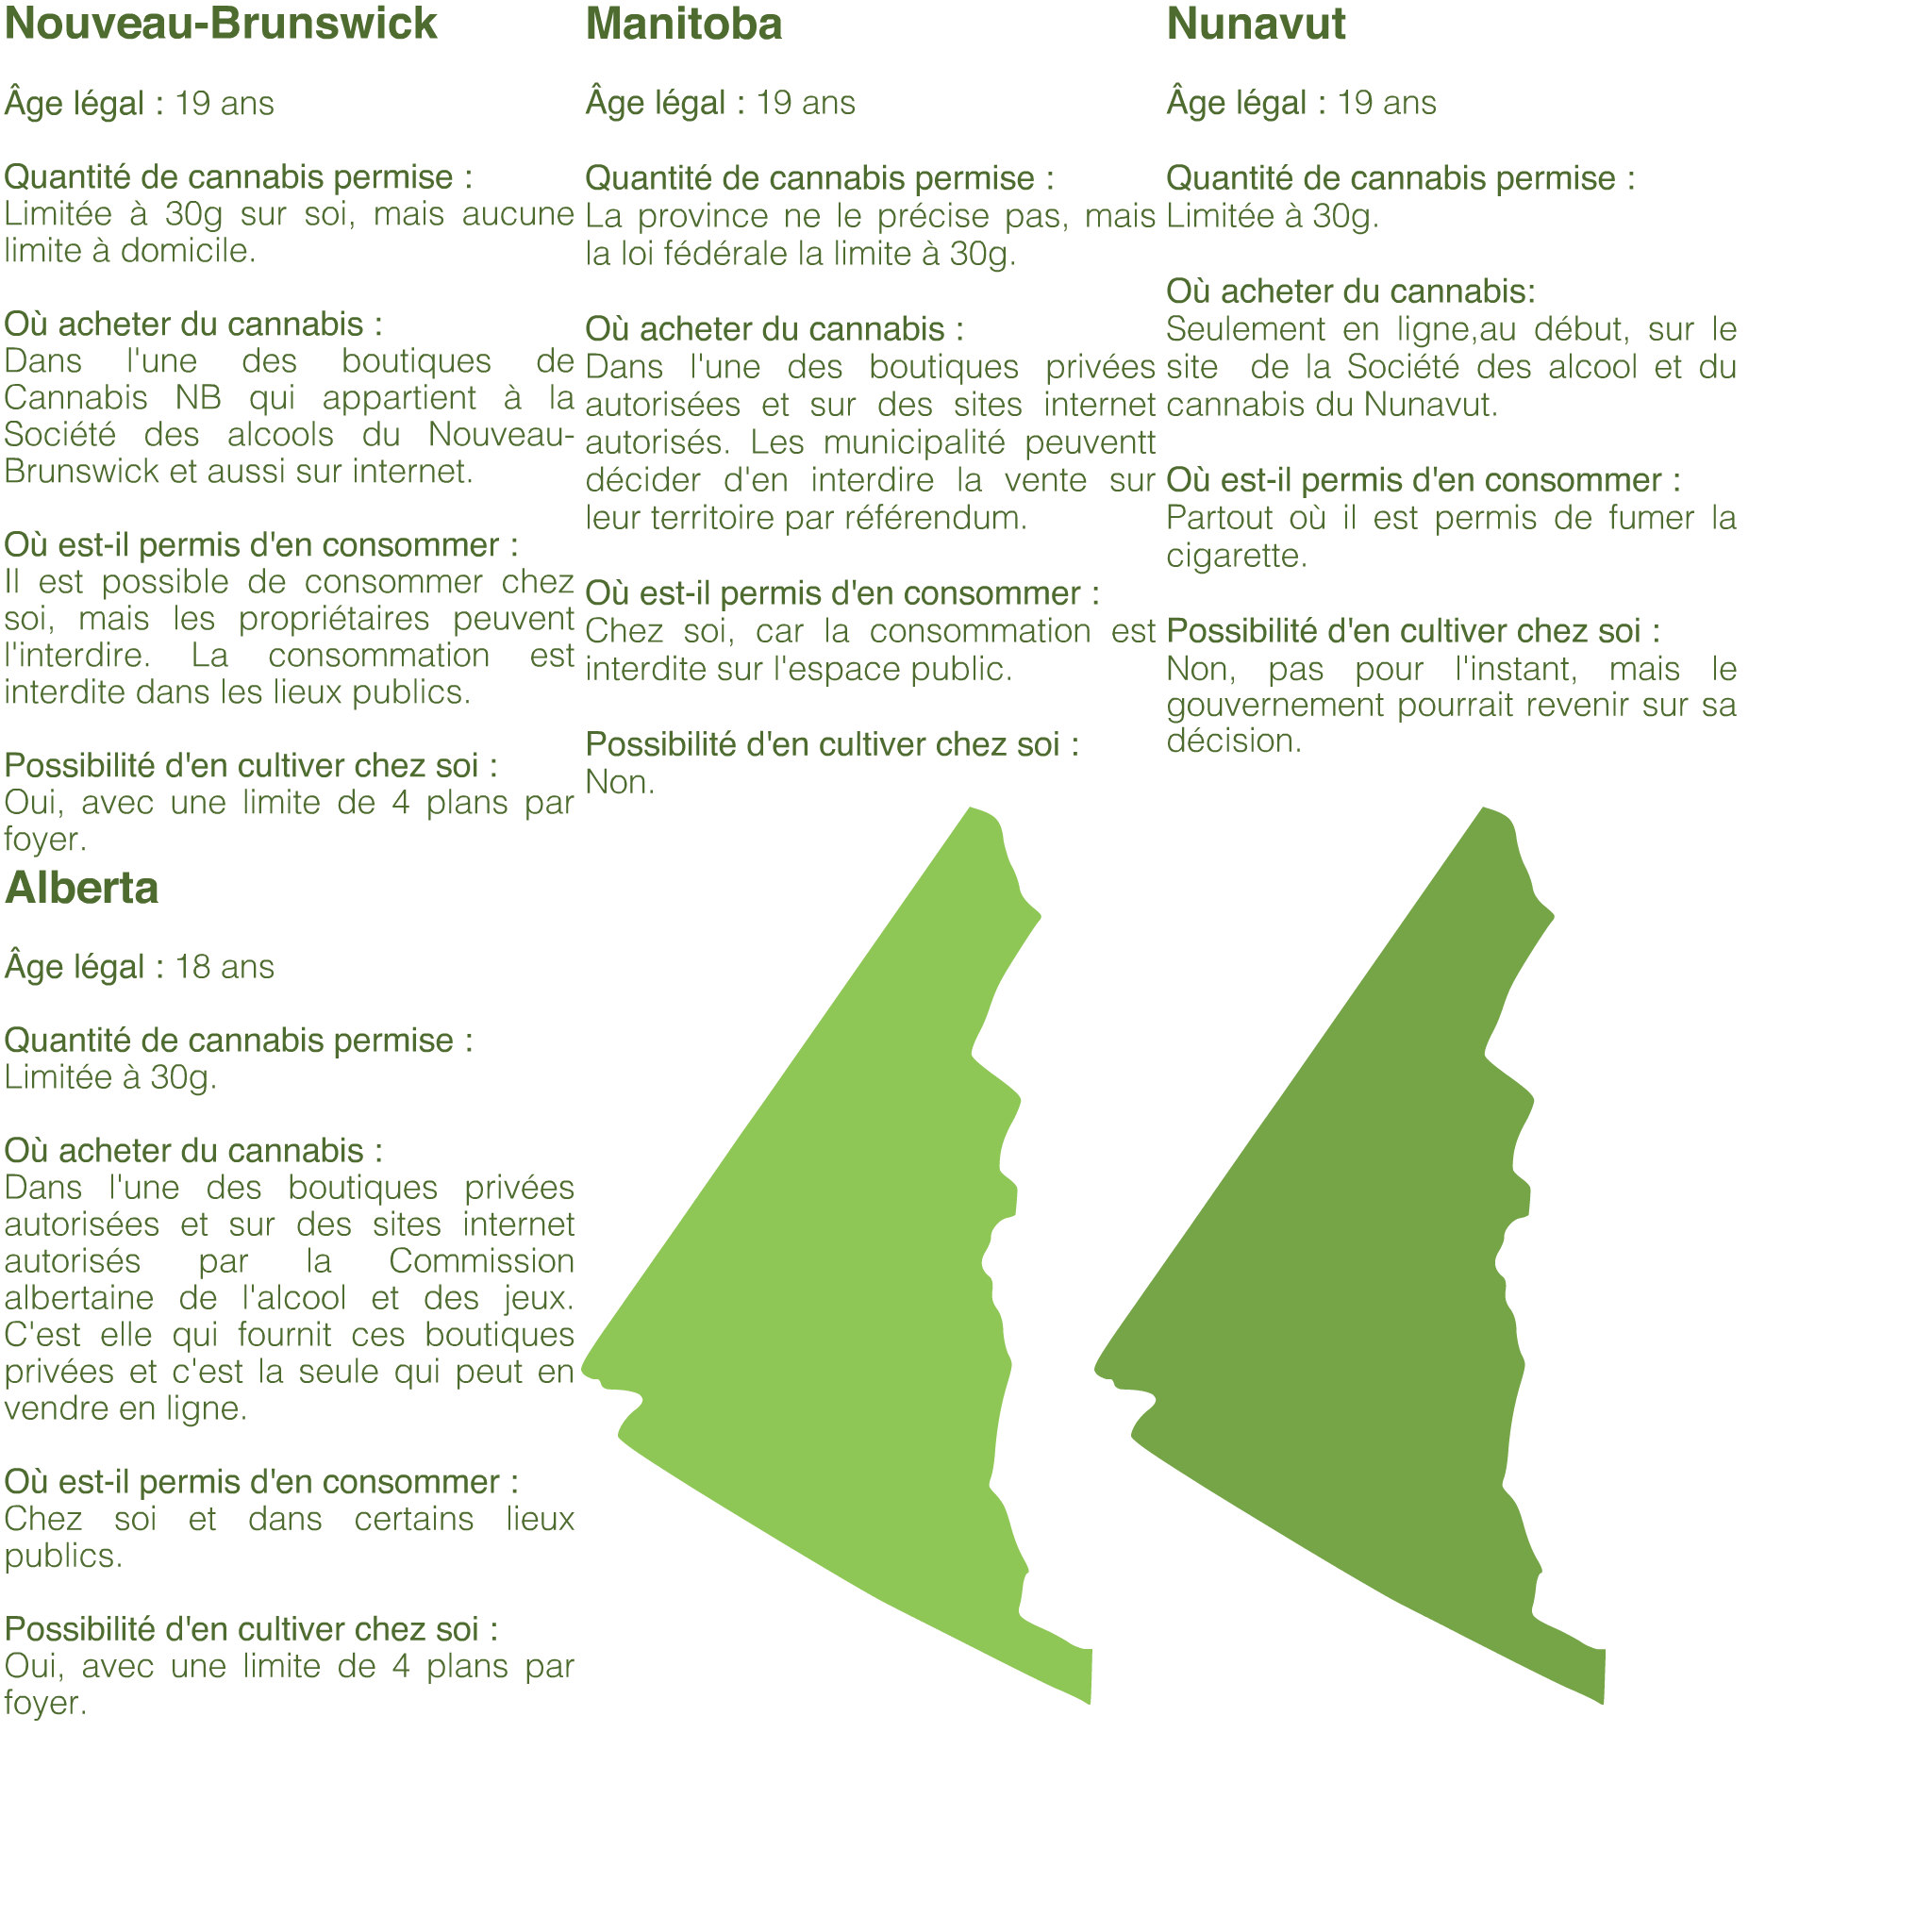 Nouveau-Brunswick
Âge légal : 19 ans
Quantité de cannabis permise :
Limitée à 30g sur soi, mais aucune
limite à domicile.
Où acheter du cannabis :
Dans l'une des boutiques de
Cannabis NB qui appartient à la
Société des alcools du Nouveau-
Brunswick et aussi sur internet.
Où est-il permis d'en consommer :
Il est possible de consommer chez
soi, mais les propriétaires peuvent
l'interdire. La consommation est
interdite dans les lieux publics.
Possibilité d'en cultiver chez soi :
Oui, avec une limite de 4 plans par
foyer.
Manitoba
Âge légal : 19 ans
Quantité de cannabis permise :
La province ne le précise pas, mais
la loi fédérale la limite à 30g.
Où acheter du cannabis :
Dans l'une des boutiques privées
autorisées et sur des sites internet
autorisés. Les municipalité peuventt
décider d'en interdire la vente sur
leur territoire par référendum.
Où est-il permis d'en consommer :
Chez soi, car la consommation est
interdite sur l'espace public.
Possibilité d'en cultiver chez soi :
Non.
Nunavut
Âge légal : 19 ans
Quantité de cannabis permise :
Limitée à 30g.
Où acheter du cannabis:
Seulement en ligne,au début, sur le
site de la Société des alcool et du
cannabis du Nunavut.
Où est-il permis d'en consommer :
Partout où il est permis de fumer la
cigarette.
Possibilité d'en cultiver chez soi :
Non, pas pour l'instant, mais le
gouvernement pourrait revenir sur sa
décision.
Alberta
Âge légal : 18 ans
Quantité de cannabis permise :
Limitée à 30g.
Où acheter du cannabis :
Dans l'une des boutiques privées
autorisées et sur des sites internet
autorisés par la Commission
albertaine de l'alcool et des jeux.
C'est elle qui fournit ces boutiques
privées et c'est la seule qui peut en
vendre en ligne.
Où est-il permis d'en consommer :
Chez soi et dans certains lieux
publics.
Possibilité d'en cultiver chez soi :
Oui, avec une limite de 4 plans par
foyer.